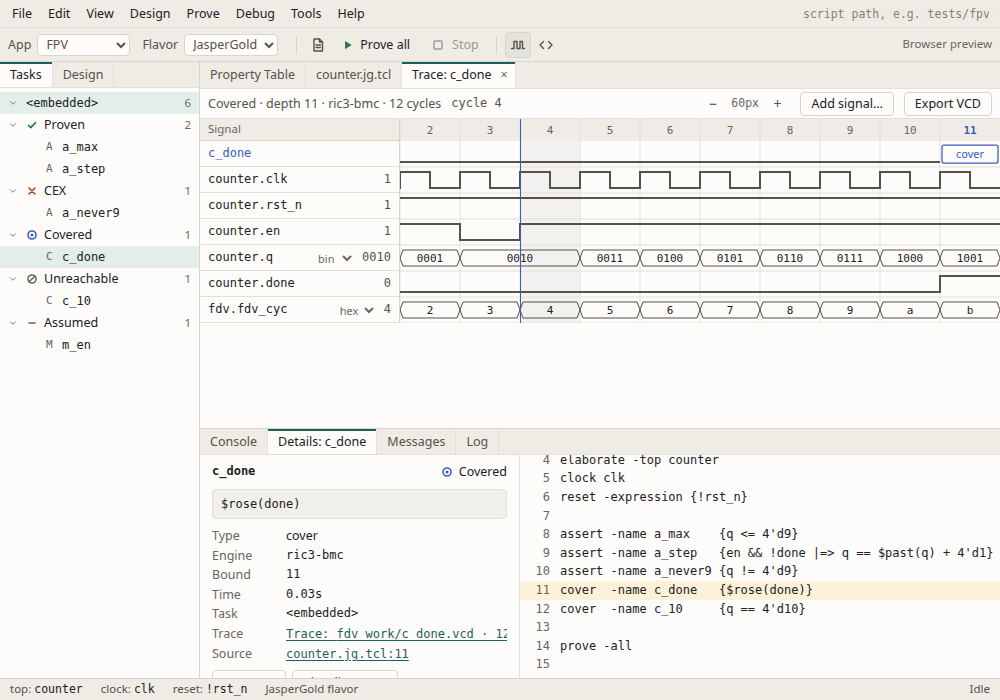 File Edit View Design Prove Debug Tools Help script path, e.g. tests/fpv
App FPV Flavor JasperGold Prove all Stop Browser preview
Tasks Design
<embedded> 6
Proven 2
A a_max
A a_step
CEX 1
A a_never9
Covered 1
C c_done
Unreachable 1
C c_10
Assumed 1
M m_en
Property Table counter.jg.tcl Trace: c_done ×
Covered · depth 11 · ric3-bmc · 12 cycles cycle 4 − 60px + Add signal... Export VCD
Signal 2 3 4 5 6 7 8 9 10 11
c_done cover
counter.clk 1
counter.rst_n 1
counter.en 1
counter.q bin 0010 0001 0010 0011 0100 0101 0110 0111 1000 1001
counter.done 0
fdv.fdv_cyc hex 4 2 3 4 5 6 7 8 9 a b
Console Details: c_done Messages Log
c_done Covered
$rose(done)
Type cover
Engine ric3-bmc
Bound 11
Time 0.03s
Task <embedded>
Trace Trace: fdv_work/c_done.vcd · 12
Source counter.jg.tcl:11
4 elaborate -top counter
5 clock clk
6 reset -expression {!rst_n}
7
8 assert -name a_max {q <= 4'd9}
9 assert -name a_step {en && !done |=> q == $past(q) + 4'd1}
10 assert -name a_never9 {q != 4'd9}
11 cover -name c_done {$rose(done)}
12 cover -name c_10 {q == 4'd10}
13
14 prove -all
15
top: counter clock: clk reset: !rst_n JasperGold flavor Idle